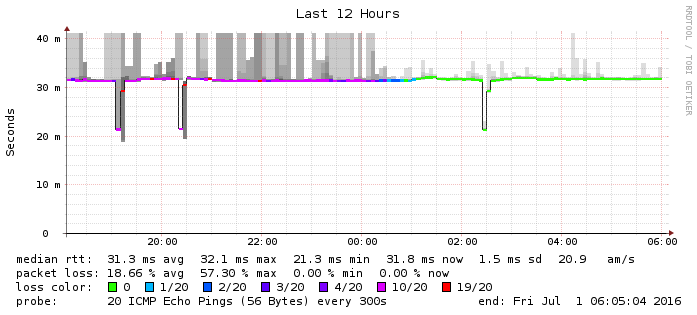 Last 12 Hours
RRDTOOL / TOBI OETIKER
Seconds
40 m
30 m
20 m
10 m
0
20:00 22:00 00:00 02:00 04:00 06:00
median rtt: 31.3 ms avg 32.1 ms max 21.3 ms min 31.8 ms now 1.5 ms sd 20.9 am/s
packet loss: 18.66 % avg 57.30 % max 0.00 % min 0.00 % now
loss color: 0 1/20 2/20 3/20 4/20 10/20 19/20
probe: 20 ICMP Echo Pings (56 Bytes) every 300s end: Fri Jul 1 06:05:04 2016